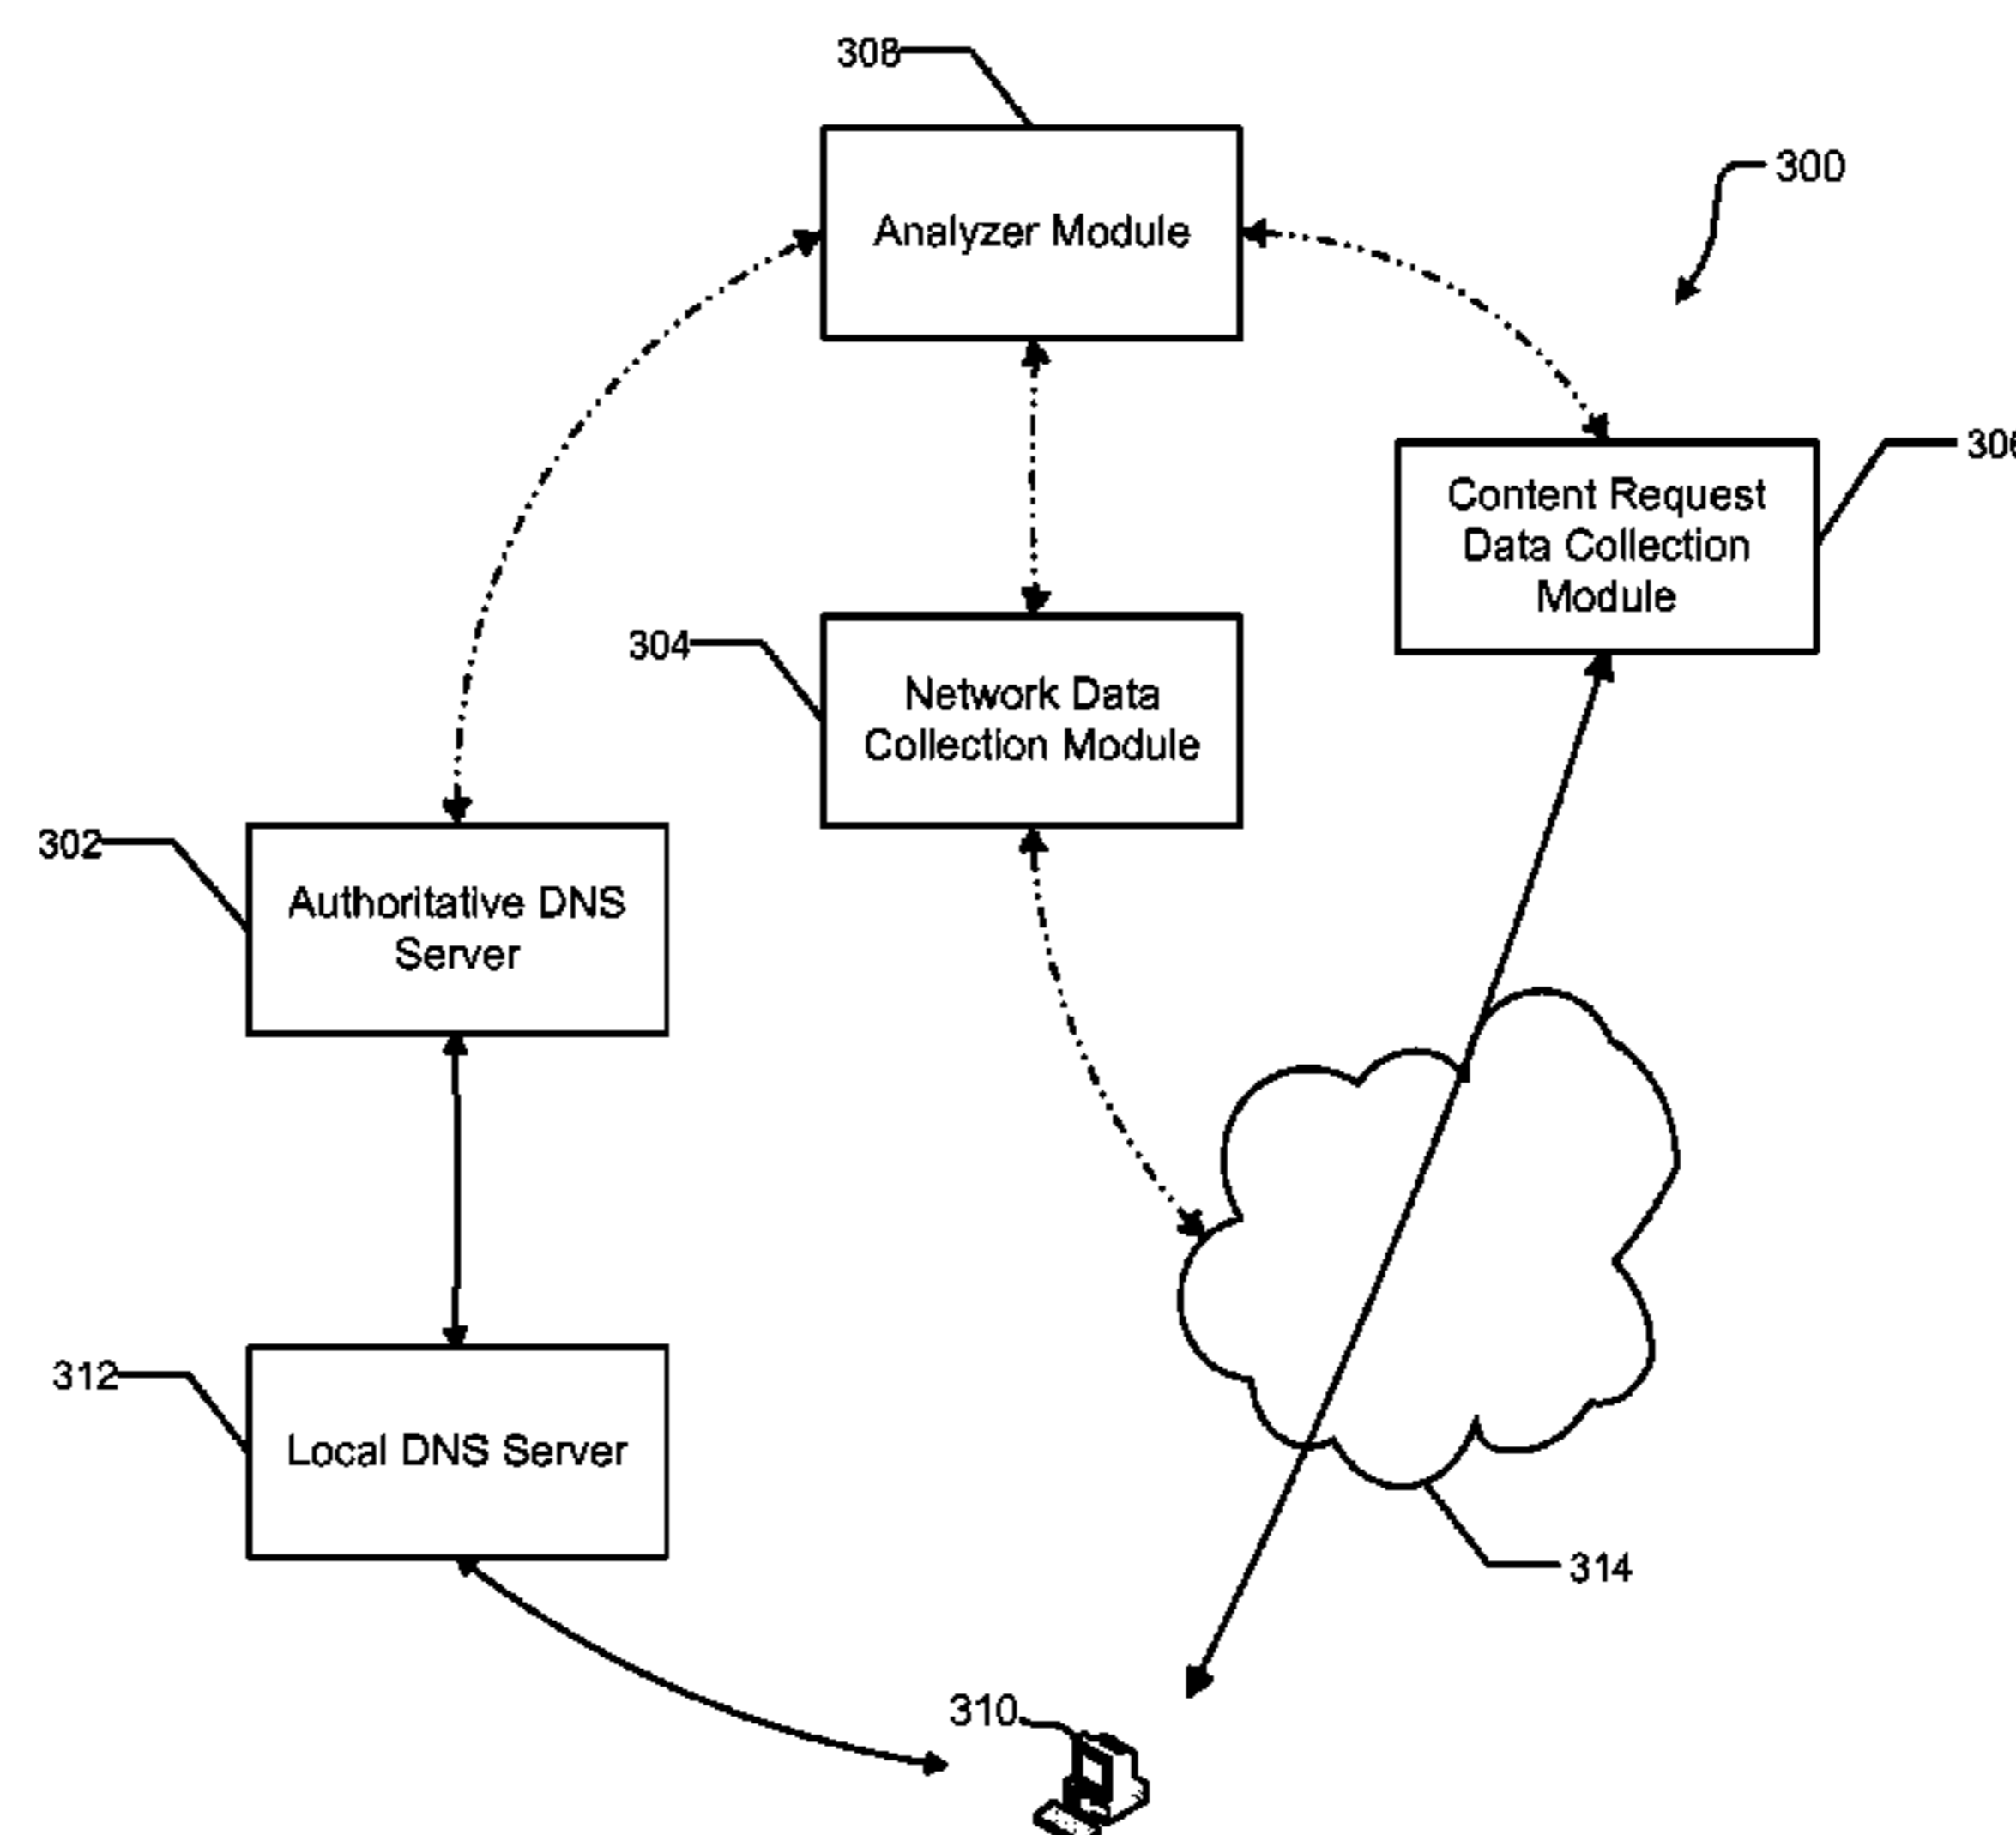 308
300
Analyzer Module
Content Request
Data Collection
Module
304
Network Data
Collection Module
302
Authoritative DNS
Server
312
Local DNS Server
314
310